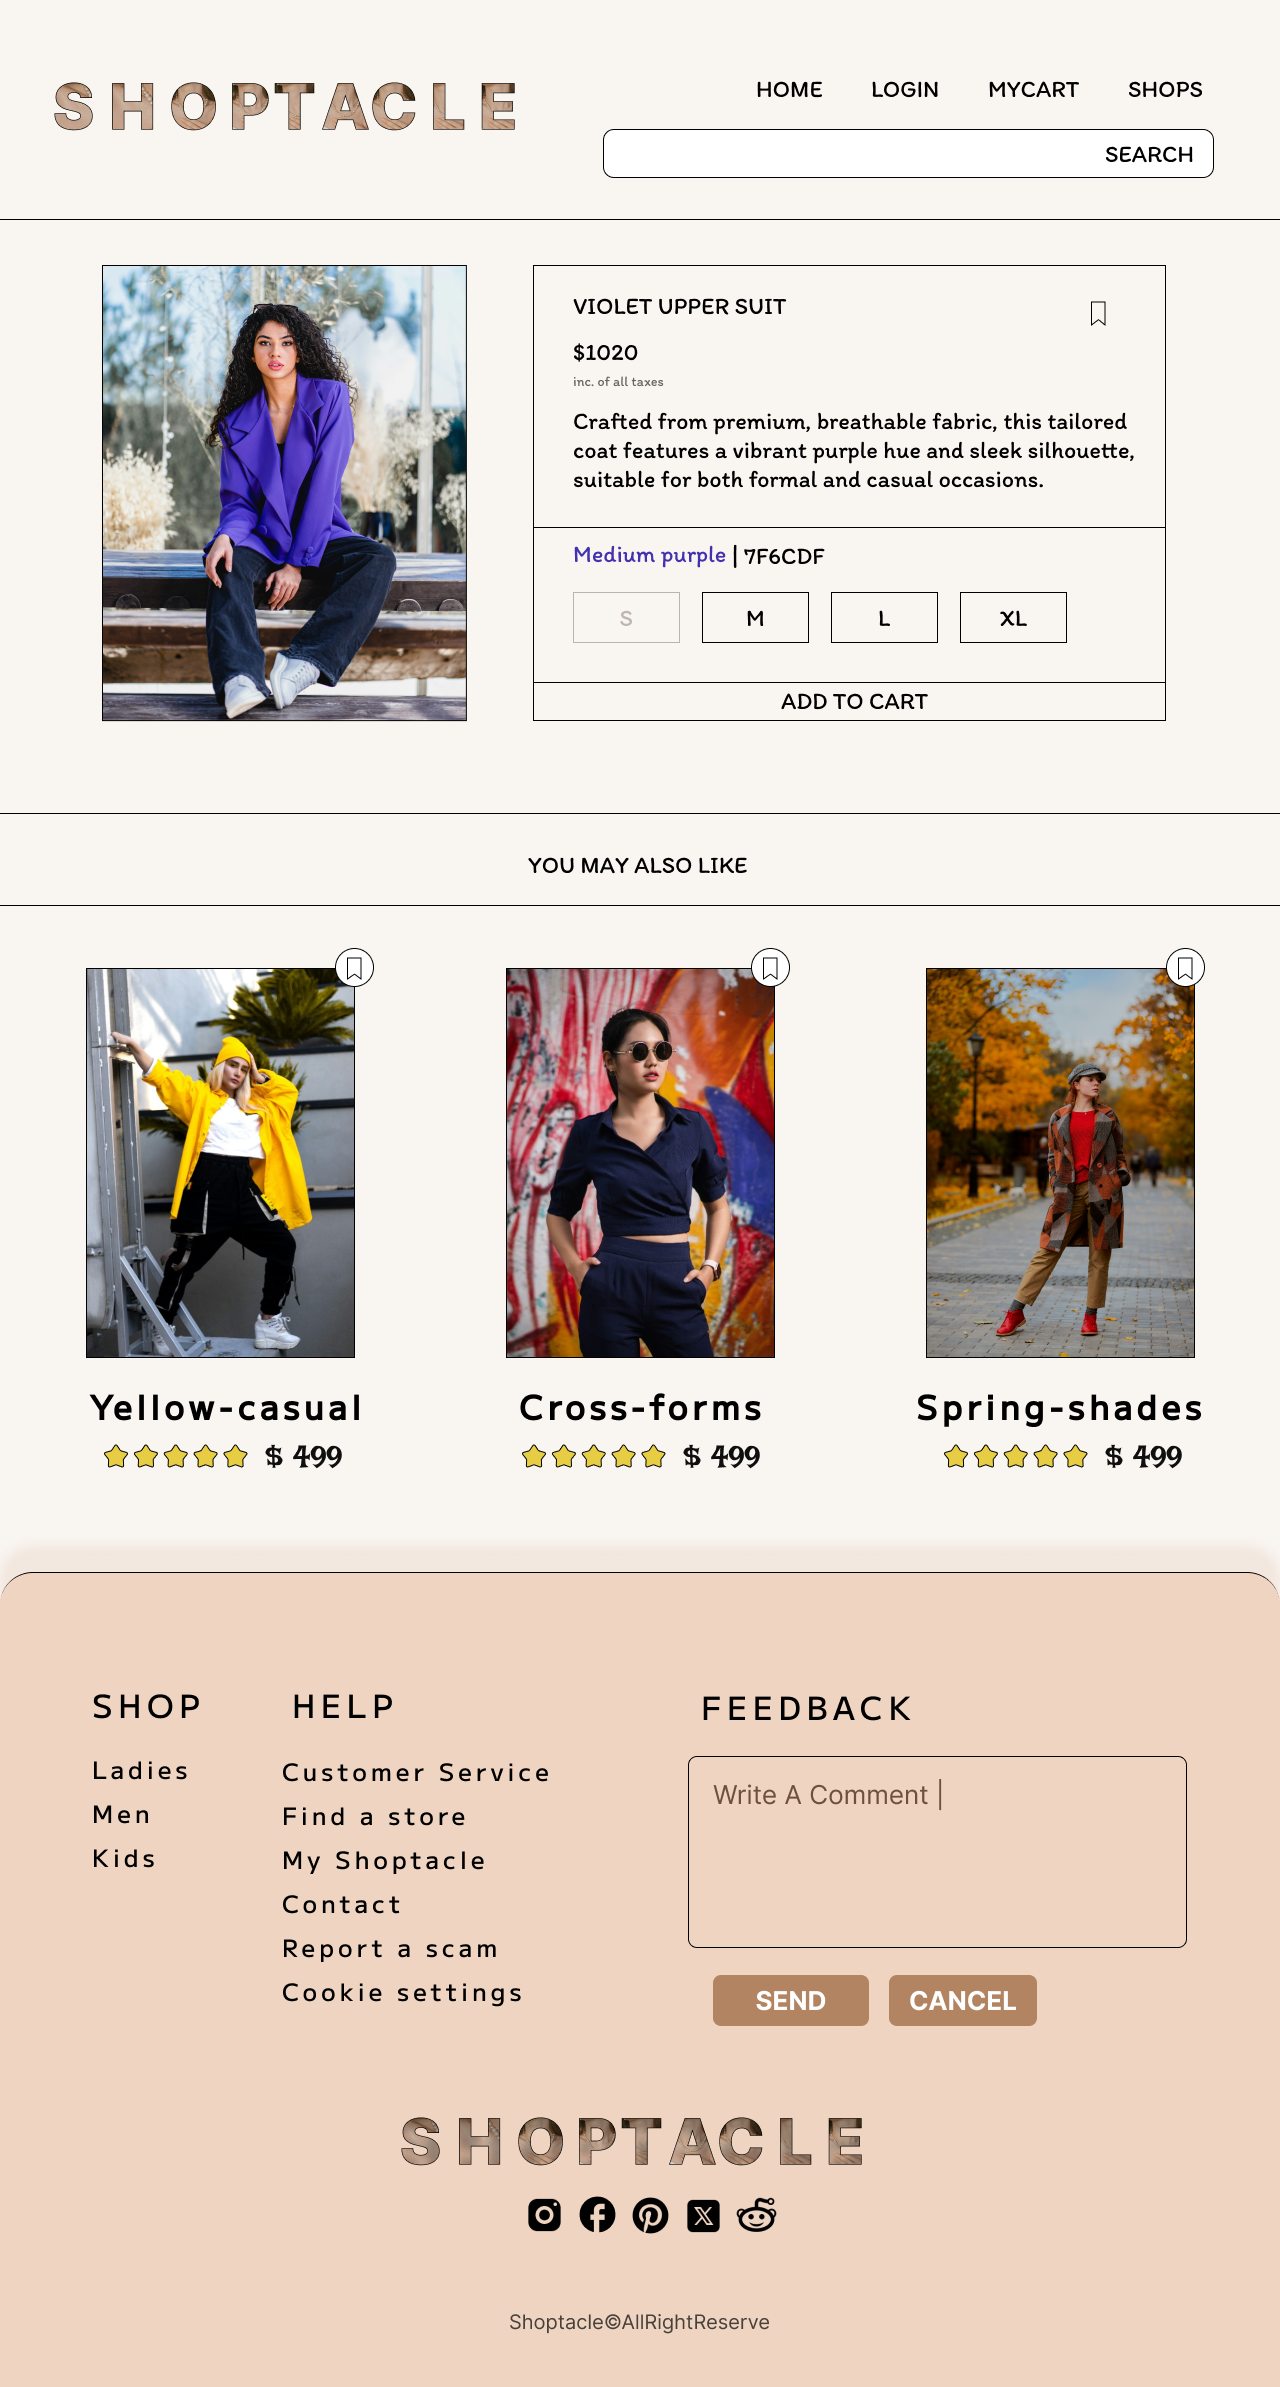 SHOPTACLE
HOME LOGIN MYCART SHOPS
SEARCH
VIOLET UPPER SUIT
$1020
inc. of all taxes
Crafted from premium, breathable fabric, this tailored
coat features a vibrant purple hue and sleek silhouette,
suitable for both formal and casual occasions.
Medium purple | 7F6CDF
S M L XL
ADD TO CART
YOU MAY ALSO LIKE
Yellow-casual
$ 499
Cross-forms
$ 499
Spring-shades
$ 499
SHOP
Ladies
Men
Kids
HELP
Customer Service
Find a store
My Shoptacle
Contact
Report a scam
Cookie settings
FEEDBACK
Write A Comment |
SEND CANCEL
SHOPTACLE
Shoptacle©AllRightReserve